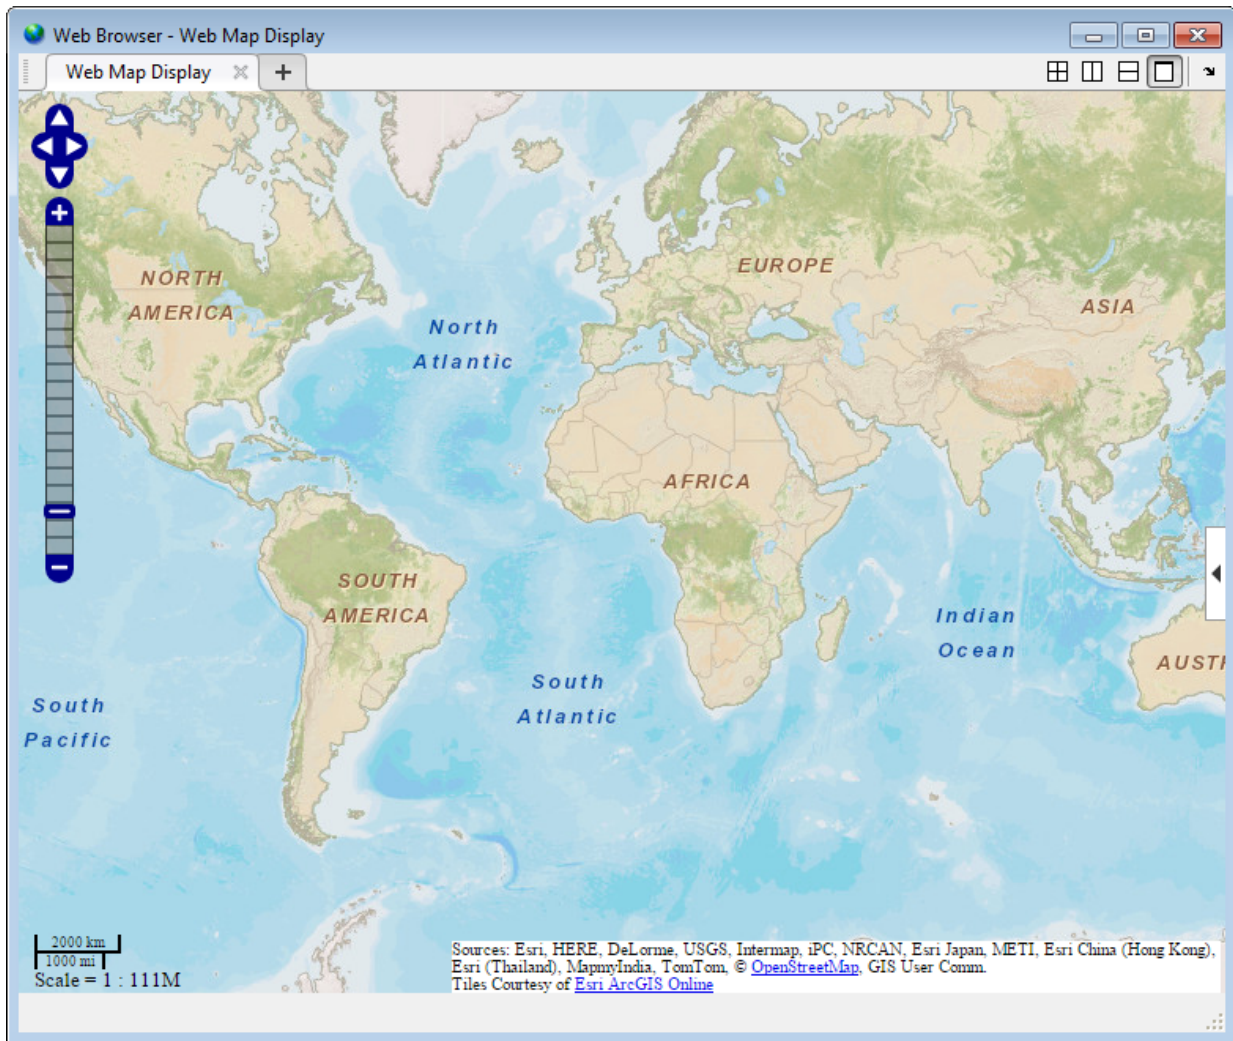 Web Browser - Web Map Display
Web Map Display
NORTH
AMERICA
North
Atlantic
EUROPE
ASIA
AFRICA
SOUTH
AMERICA
Indian
Ocean
AUSTR
South
Atlantic
South
Pacific
2000 km
1000 mi
Scale = 1 : 111M
Sources: Esri, HERE, DeLorme, USGS, Intermap, iPC, NRCAN, Esri Japan, METI, Esri China (Hong Kong),
Esri (Thailand), MapmyIndia, TomTom, © OpenStreetMap, GIS User Comm.
Tiles Courtesy of Esri ArcGIS Online